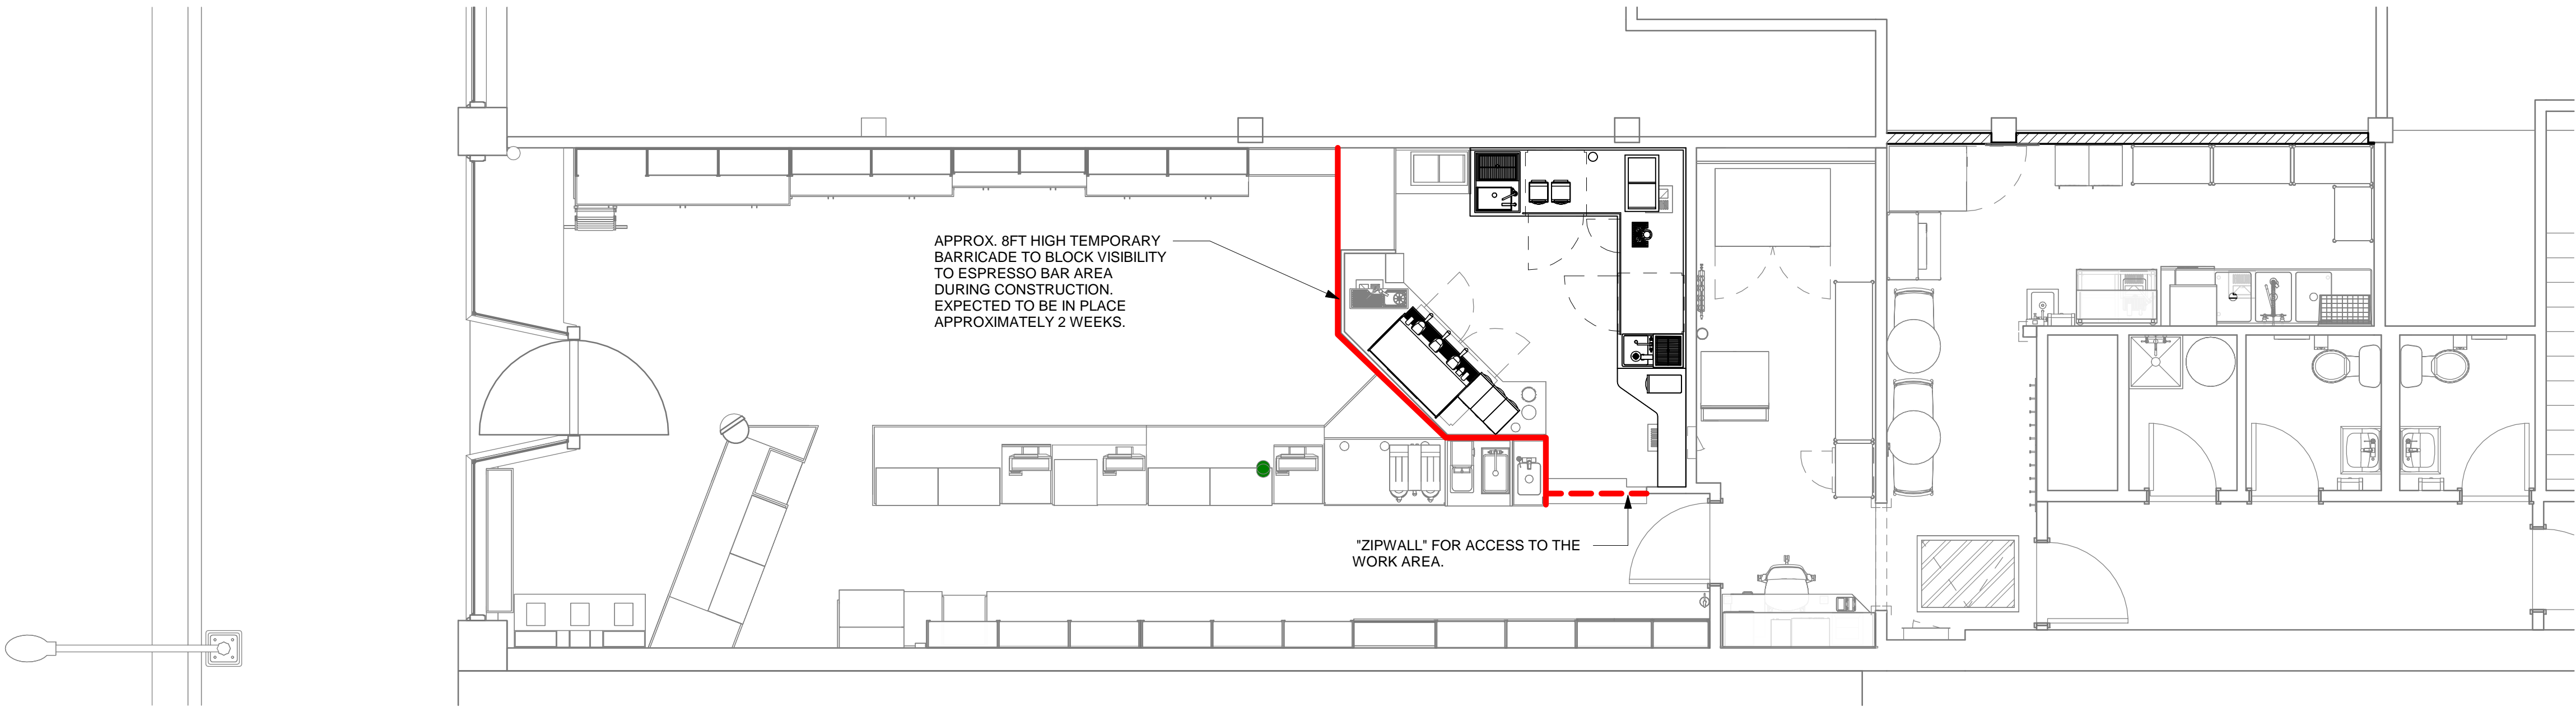 APPROX. 8FT HIGH TEMPORARY
BARRICADE TO BLOCK VISIBILITY
TO ESPRESSO BAR AREA
DURING CONSTRUCTION.
EXPECTED TO BE IN PLACE
APPROXIMATELY 2 WEEKS.
"ZIPWALL" FOR ACCESS TO THE
WORK AREA.